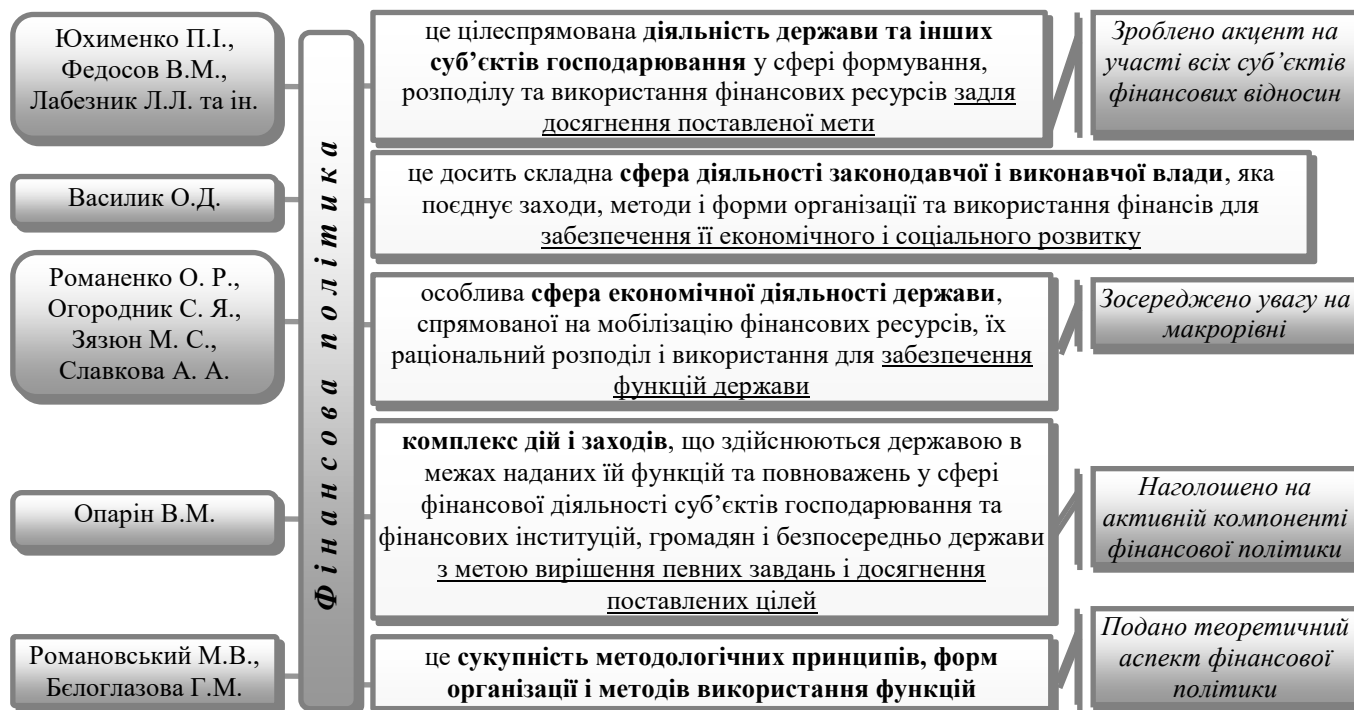 Юхименко П.І.,
Федосов В.М.,
Лабезник Л.Л. та ін.
Фінансова політика
це цілеспрямована діяльність держави та інших
суб’єктів господарювання у сфері формування,
розподілу та використання фінансових ресурсів задля
досягнення поставленої мети
Зроблено акцент на
участі всіх суб’єктів
фінансових відносин
Василик О.Д.
це досить складна сфера діяльності законодавчої і виконавчої влади, яка
поєднує заходи, методи і форми організації та використання фінансів для
забезпечення її економічного і соціального розвитку
Романенко О. Р.,
Огородник С. Я.,
Зязюн М. С.,
Славкова А. А.
особлива сфера економічної діяльності держави,
спрямованої на мобілізацію фінансових ресурсів, їх
раціональний розподіл і використання для забезпечення
функцій держави
Зосереджено увагу на
макрорівні
Опарін В.М.
комплекс дій і заходів, що здійснюються державою в
межах наданих їй функцій та повноважень у сфері
фінансової діяльності суб’єктів господарювання та
фінансових інституцій, громадян і безпосередньо держави
з метою вирішення певних завдань і досягнення
поставлених цілей
Наголошено на
активній компоненті
фінансової політики
Романовський М.В.,
Бєлоглазова Г.М.
це сукупність методологічних принципів, форм
організації і методів використання функцій
Подано теоретичний
аспект фінансової
політики